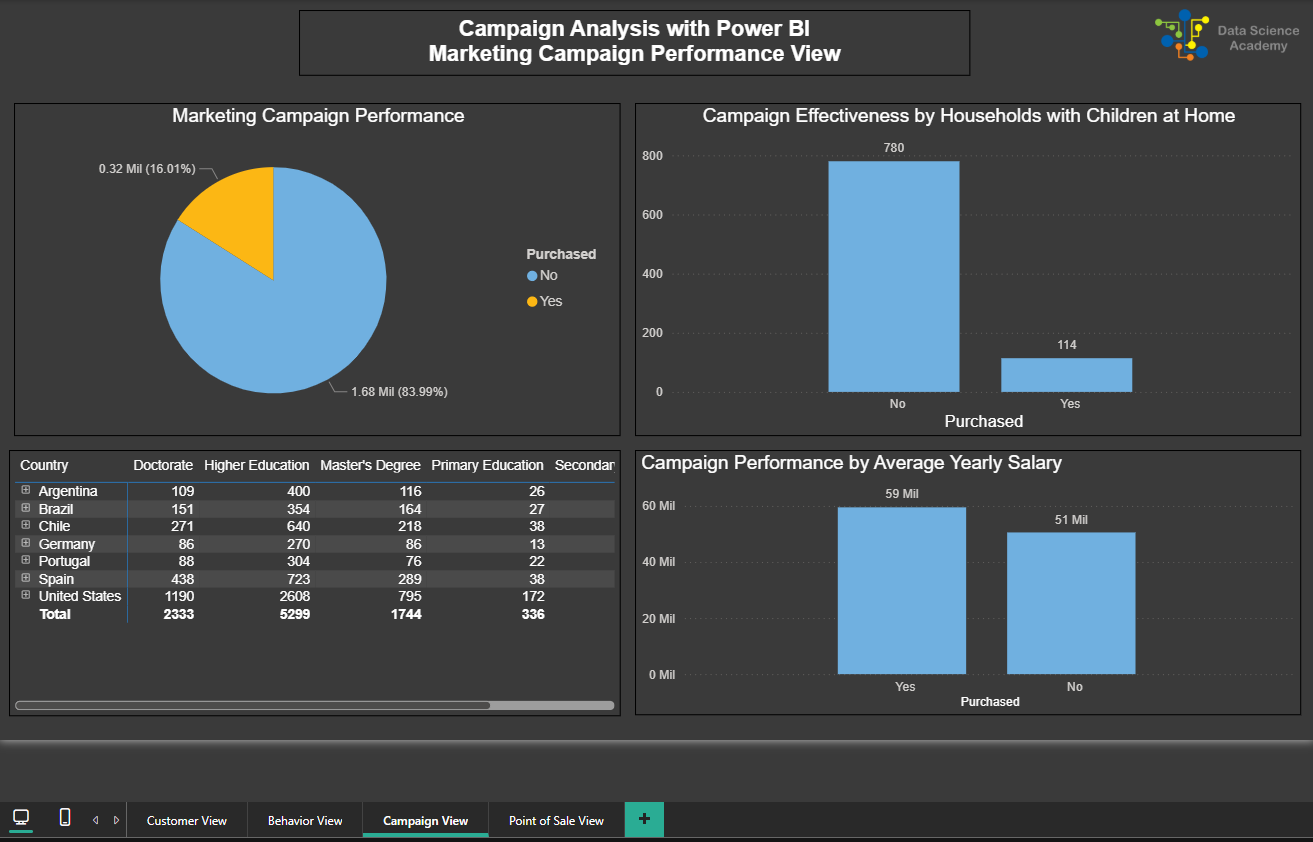 Campaign Analysis with Power BI
Marketing Campaign Performance View
Data Science
Academy
Marketing Campaign Performance
0.32 Mil (16.01%)
1.68 Mil (83.99%)
Purchased
No
Yes
Campaign Effectiveness by Households with Children at Home
800
600
400
200
0
780
114
No
Yes
Purchased
Country Doctorate Higher Education Master's Degree Primary Education Secondar
Argentina 109 400 116 26
Brazil 151 354 164 27
Chile 271 640 218 38
Germany 86 270 86 13
Portugal 88 304 76 22
Spain 438 723 289 38
United States 1190 2608 795 172
Total 2333 5299 1744 336
Campaign Performance by Average Yearly Salary
60 Mil
40 Mil
20 Mil
0 Mil
59 Mil
51 Mil
Yes
No
Purchased
Customer View
Behavior View
Campaign View
Point of Sale View
+